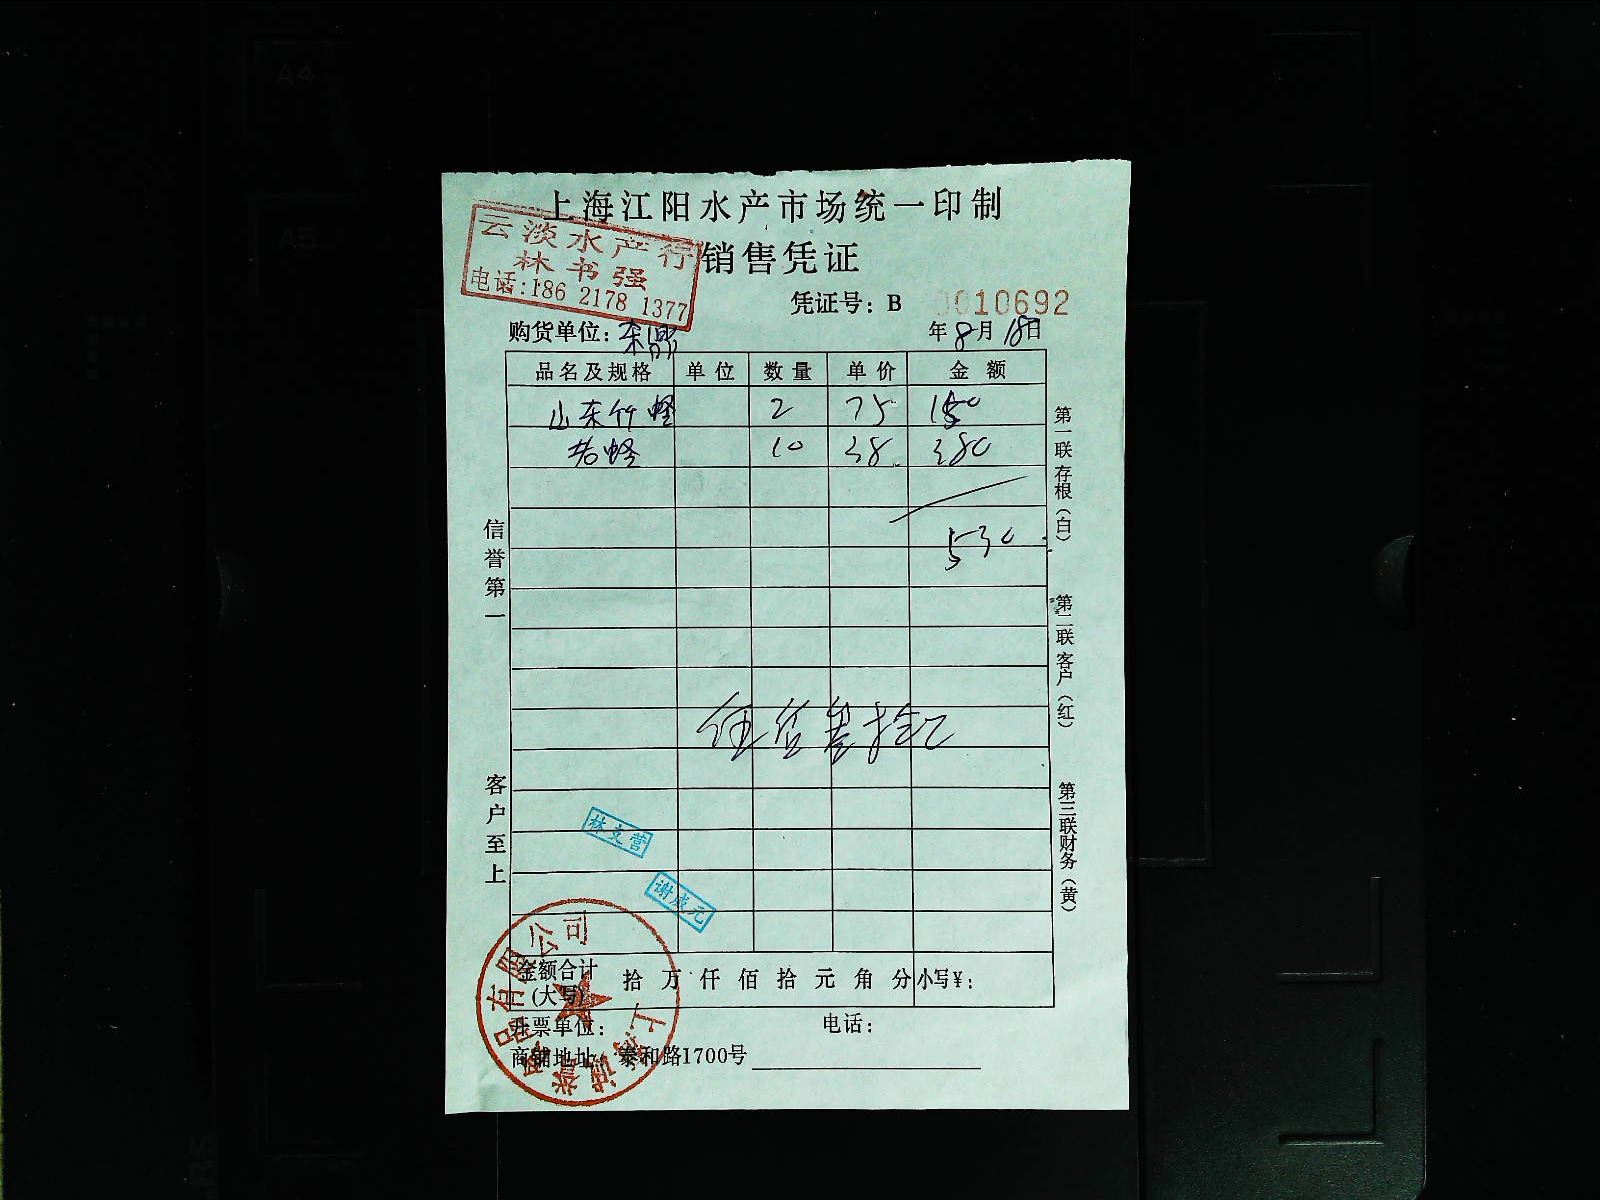 上海江阳水产市场统一印制
销售凭证
云淡水产行
林书强
电话:186 2178 1377
凭证号: B 0010692
购货单位:
年8月18日
品名及规格 单位 数量 单价 金额
山东竹蛏 2 75 150
38 380
10
530
信誉第一
客户至上
第一联存根(白)
第二联客户(红)
第三联财务(黄)
林文营
谢成元
金额合计(大写) 拾 万 仟 佰 拾 元 角 分 小写¥:
开票单位: 电话:
商铺地址: 泰和路1700号